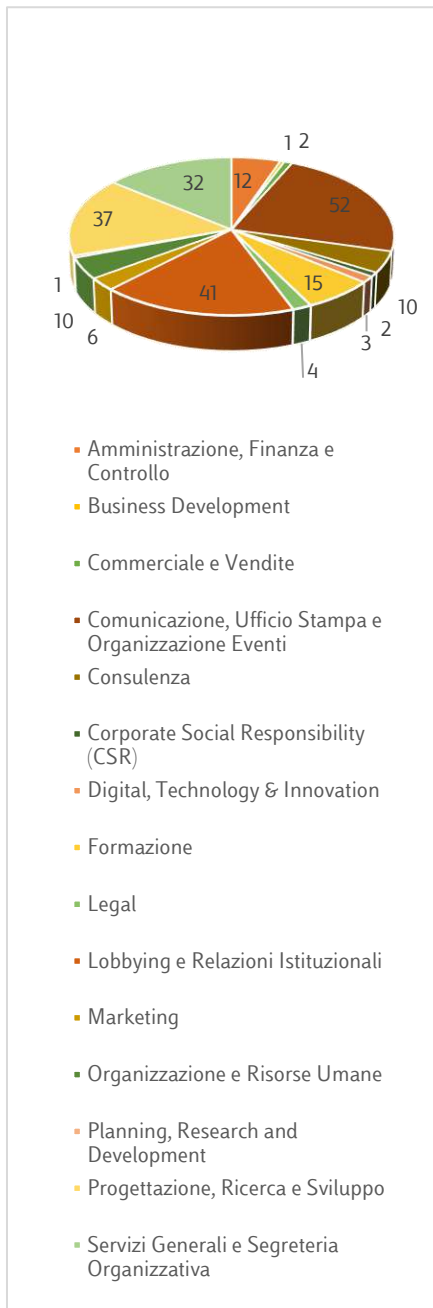 1 2
32 12
52
37
15
41
1
10
10
2
6
3
4
Amministrazione, Finanza e
Controllo
Business Development
Commerciale e Vendite
Comunicazione, Ufficio Stampa e
Organizzazione Eventi
Consulenza
Corporate Social Responsibility
(CSR)
Digital, Technology & Innovation
Formazione
Legal
Lobbying e Relazioni Istituzionali
Marketing
Organizzazione e Risorse Umane
Planning, Research and
Development
Progettazione, Ricerca e Sviluppo
Servizi Generali e Segreteria
Organizzativa